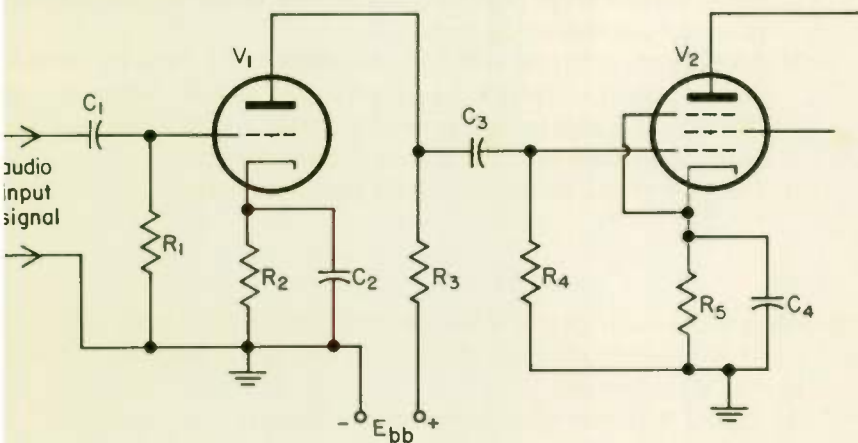 V1
V2
C1
C3
audio
input
signal
R1
R2
C2
R3
R4
R5
C4
- Ebb +